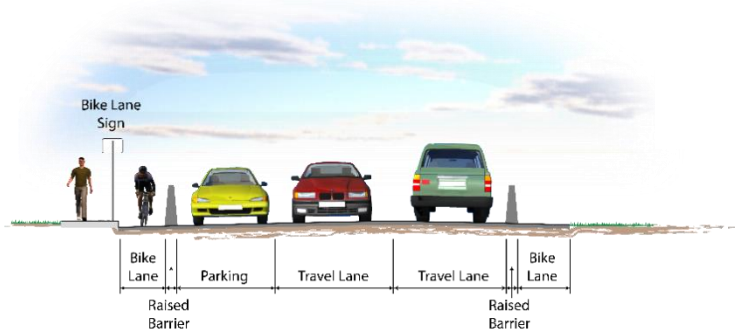 Bike Lane
Sign
Bike
Lane
Parking
Travel Lane
Travel Lane
Bike
Lane
Raised
Barrier
Raised
Barrier